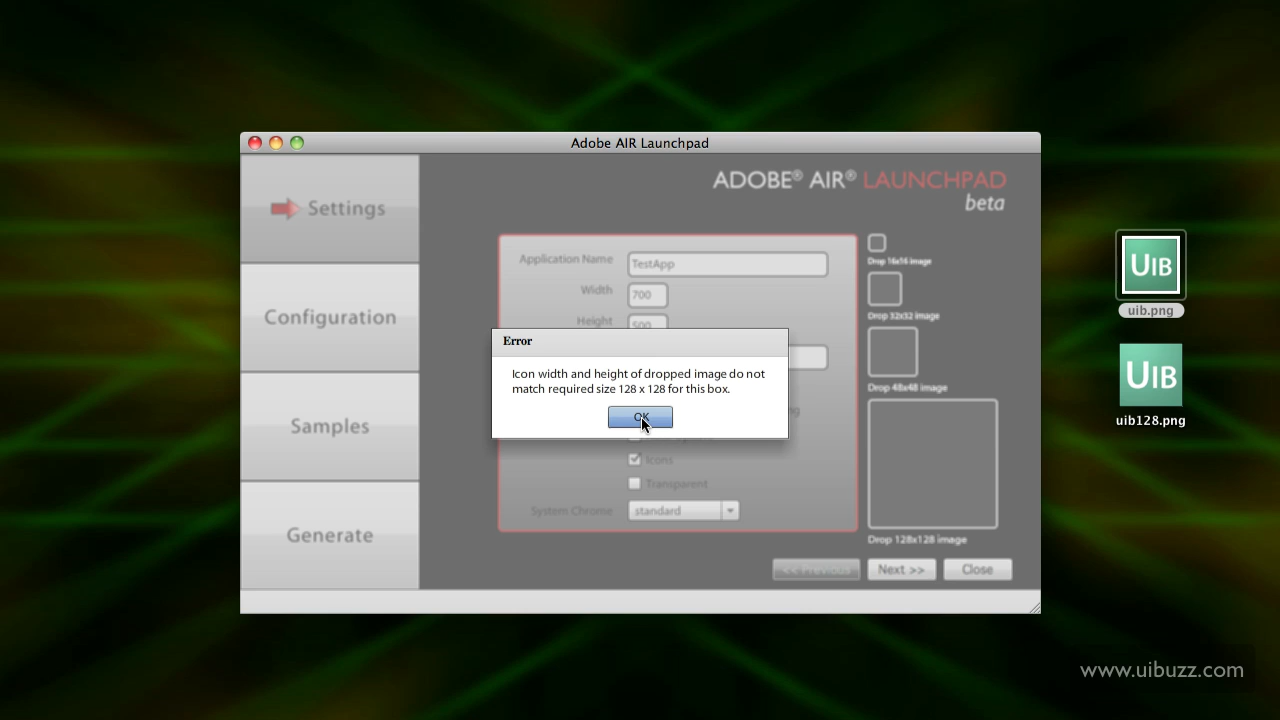 Adobe AIR Launchpad
ADOBE® AIR® LAUNCHPAD
beta
Settings
Configuration
Samples
Generate
Application Name
TestApp
Width
700
Height
500
Error
Icon width and height of dropped image do not
match required size 128 x 128 for this box.
OK
Icons
Transparent
System Chrome
standard
Drop 16x16 image
Drop 32x32 image
Drop 48x48 image
Drop 128x128 image
<< Previous
Next >>
Close
UIB
uib.png
UIB
uib128.png
www.uibuzz.com